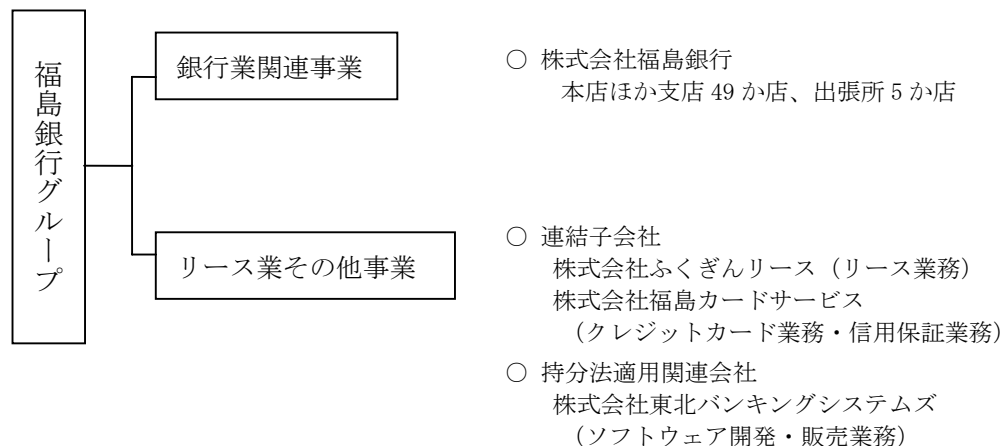 福島銀行グループ
銀行業関連事業
○ 株式会社福島銀行
本店ほか支店 49 か店、出張所 5 か店
リース業その他事業
○ 連結子会社
株式会社ふくぎんリース（リース業務）
株式会社福島カードサービス
（クレジットカード業務・信用保証業務）
○ 持分法適用関連会社
株式会社東北バンキングシステムズ
（ソフトウェア開発・販売業務）